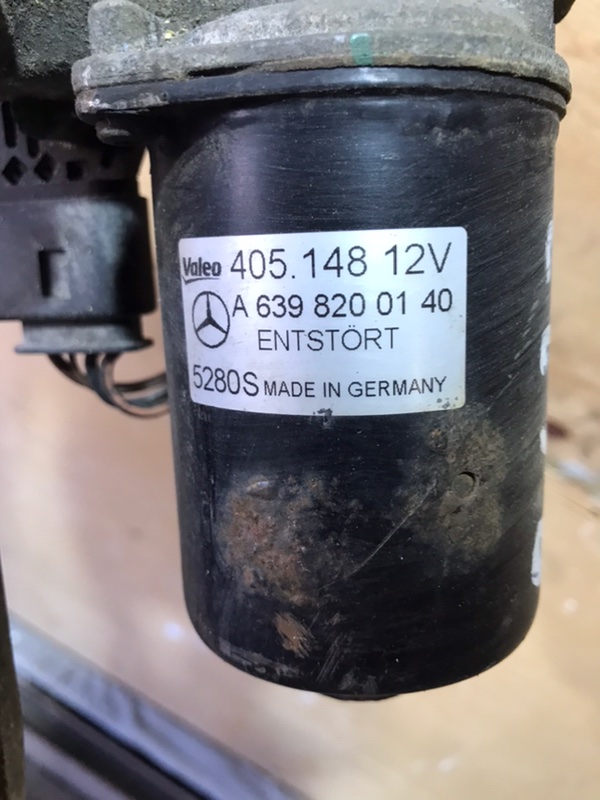 Valeo 405.148 12V
A 639 820 01 40
ENTSTÖRT
5280S MADE IN GERMANY